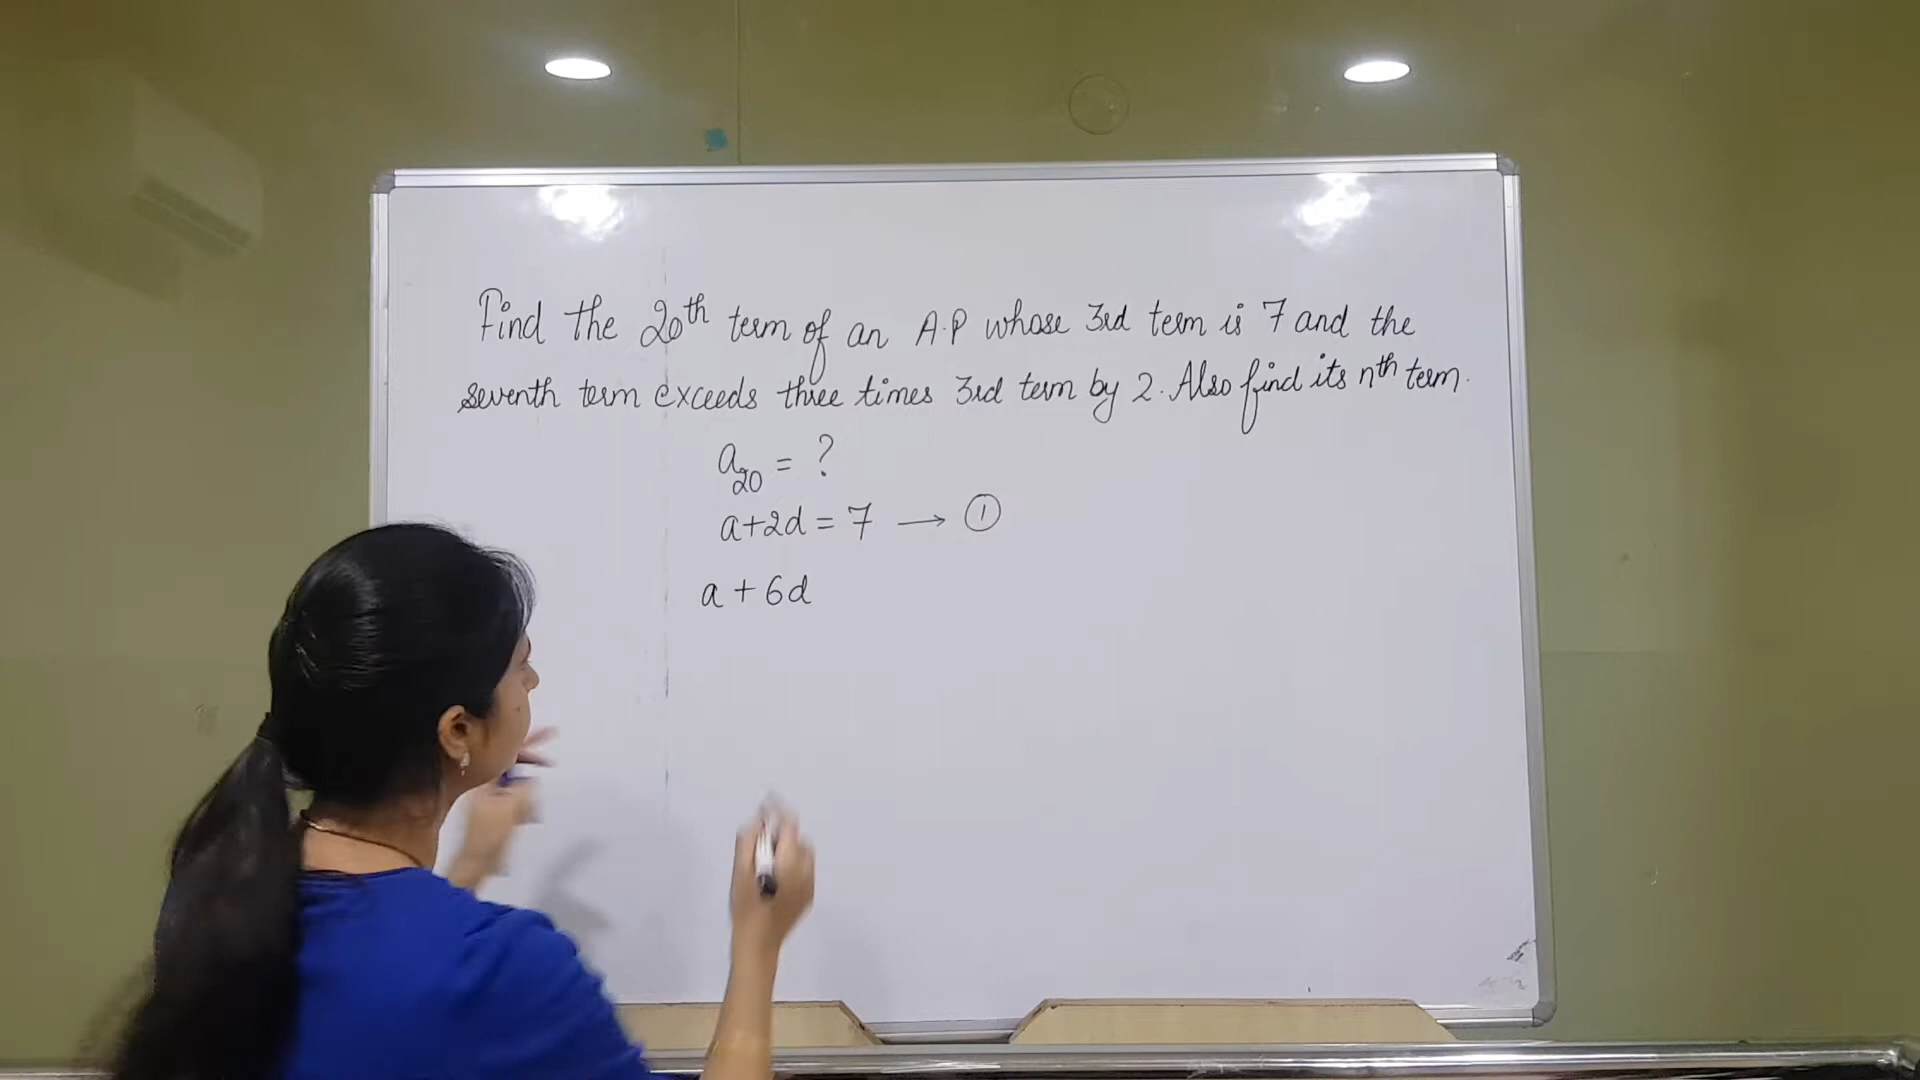 Find the 20th term of an A.P whose 3rd term is 7 and the
seventh term exceeds three times 3rd term by 2. Also find its nth term.
a20 = ?
a+2d = 7 → ①
a + 6d